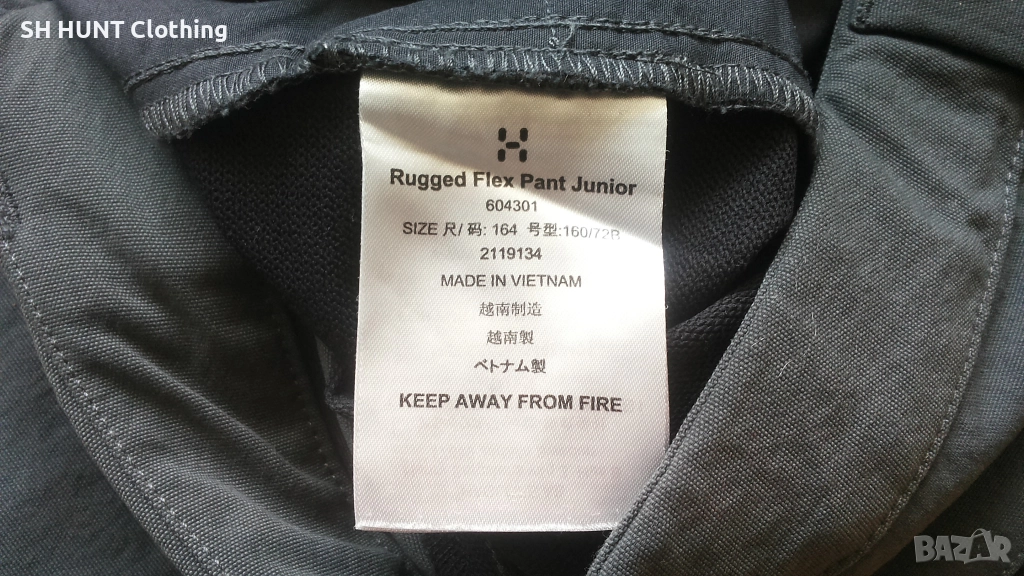 SH HUNT Clothing
Rugged Flex Pant Junior
604301
SIZE 尺/ 码: 164 号型:160/72B
2119134
MADE IN VIETNAM
越南制造
越南製
ベトナム製
KEEP AWAY FROM FIRE
BAZAR